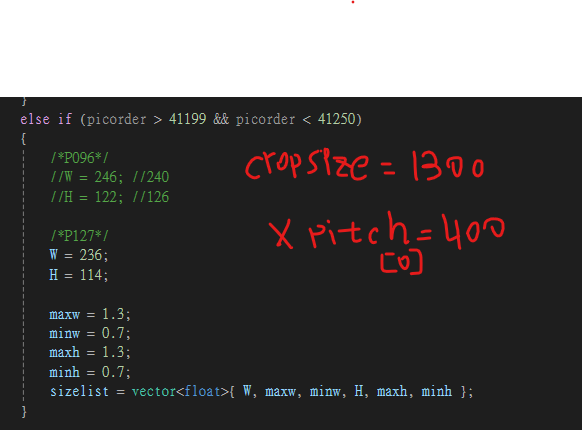 }
else if (picorder > 41199 && picorder < 41250)
{
/*P096*/
//W = 246; //240
//H = 122; //126
cropsize = 1300
/*P127*/
W = 236;
H = 114;
X pitch = 400
[0]
maxw = 1.3;
minw = 0.7;
maxh = 1.3;
minh = 0.7;
sizelist = vector<float>{ W, maxw, minw, H, maxh, minh };
}